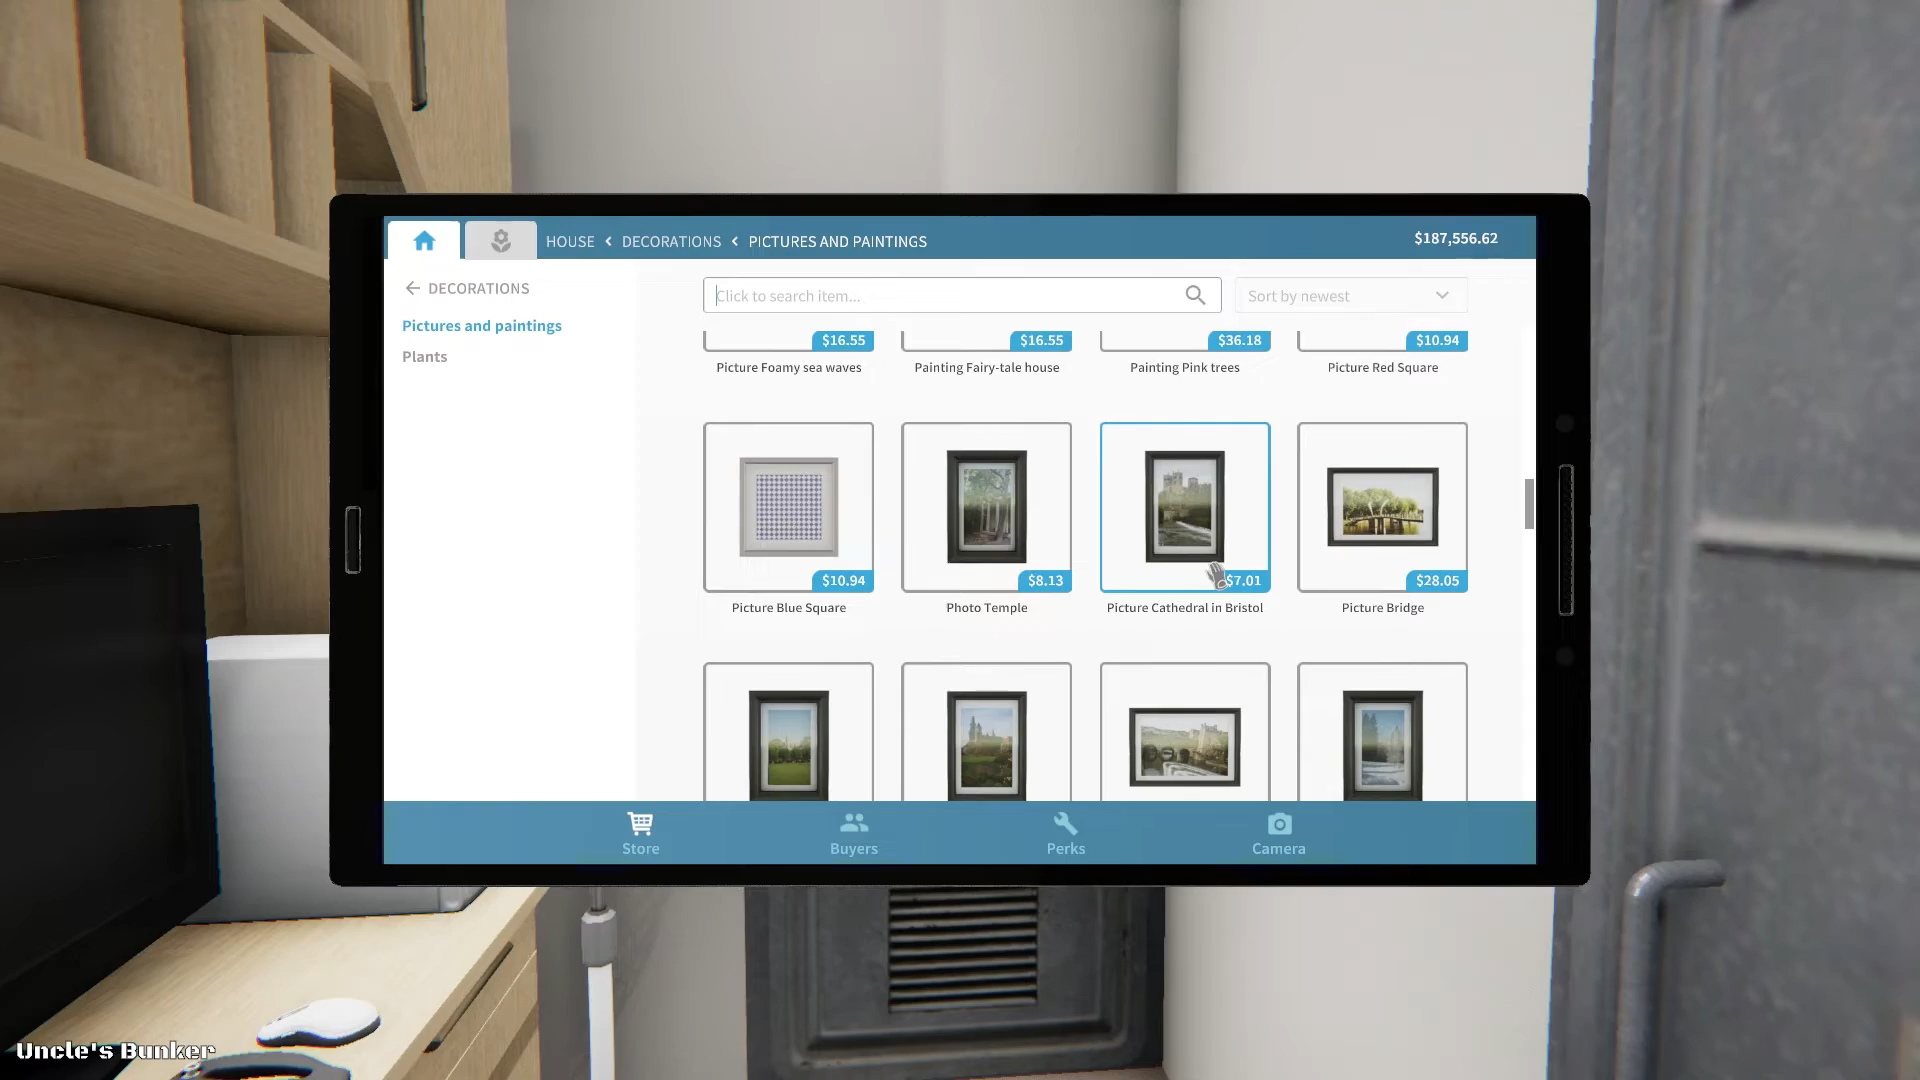 HOUSE < DECORATIONS < PICTURES AND PAINTINGS
$187,556.62
DECORATIONS
Pictures and paintings
Plants
Click to search item...
Sort by newest
$16.55
$16.55
$36.18
$10.94
Picture Foamy sea waves
Painting Fairy-tale house
Painting Pink trees
Picture Red Square
$10.94
$8.13
$7.01
$28.05
Picture Blue Square
Photo Temple
Picture Cathedral in Bristol
Picture Bridge
Store
Buyers
Perks
Camera
Uncle's Bunker